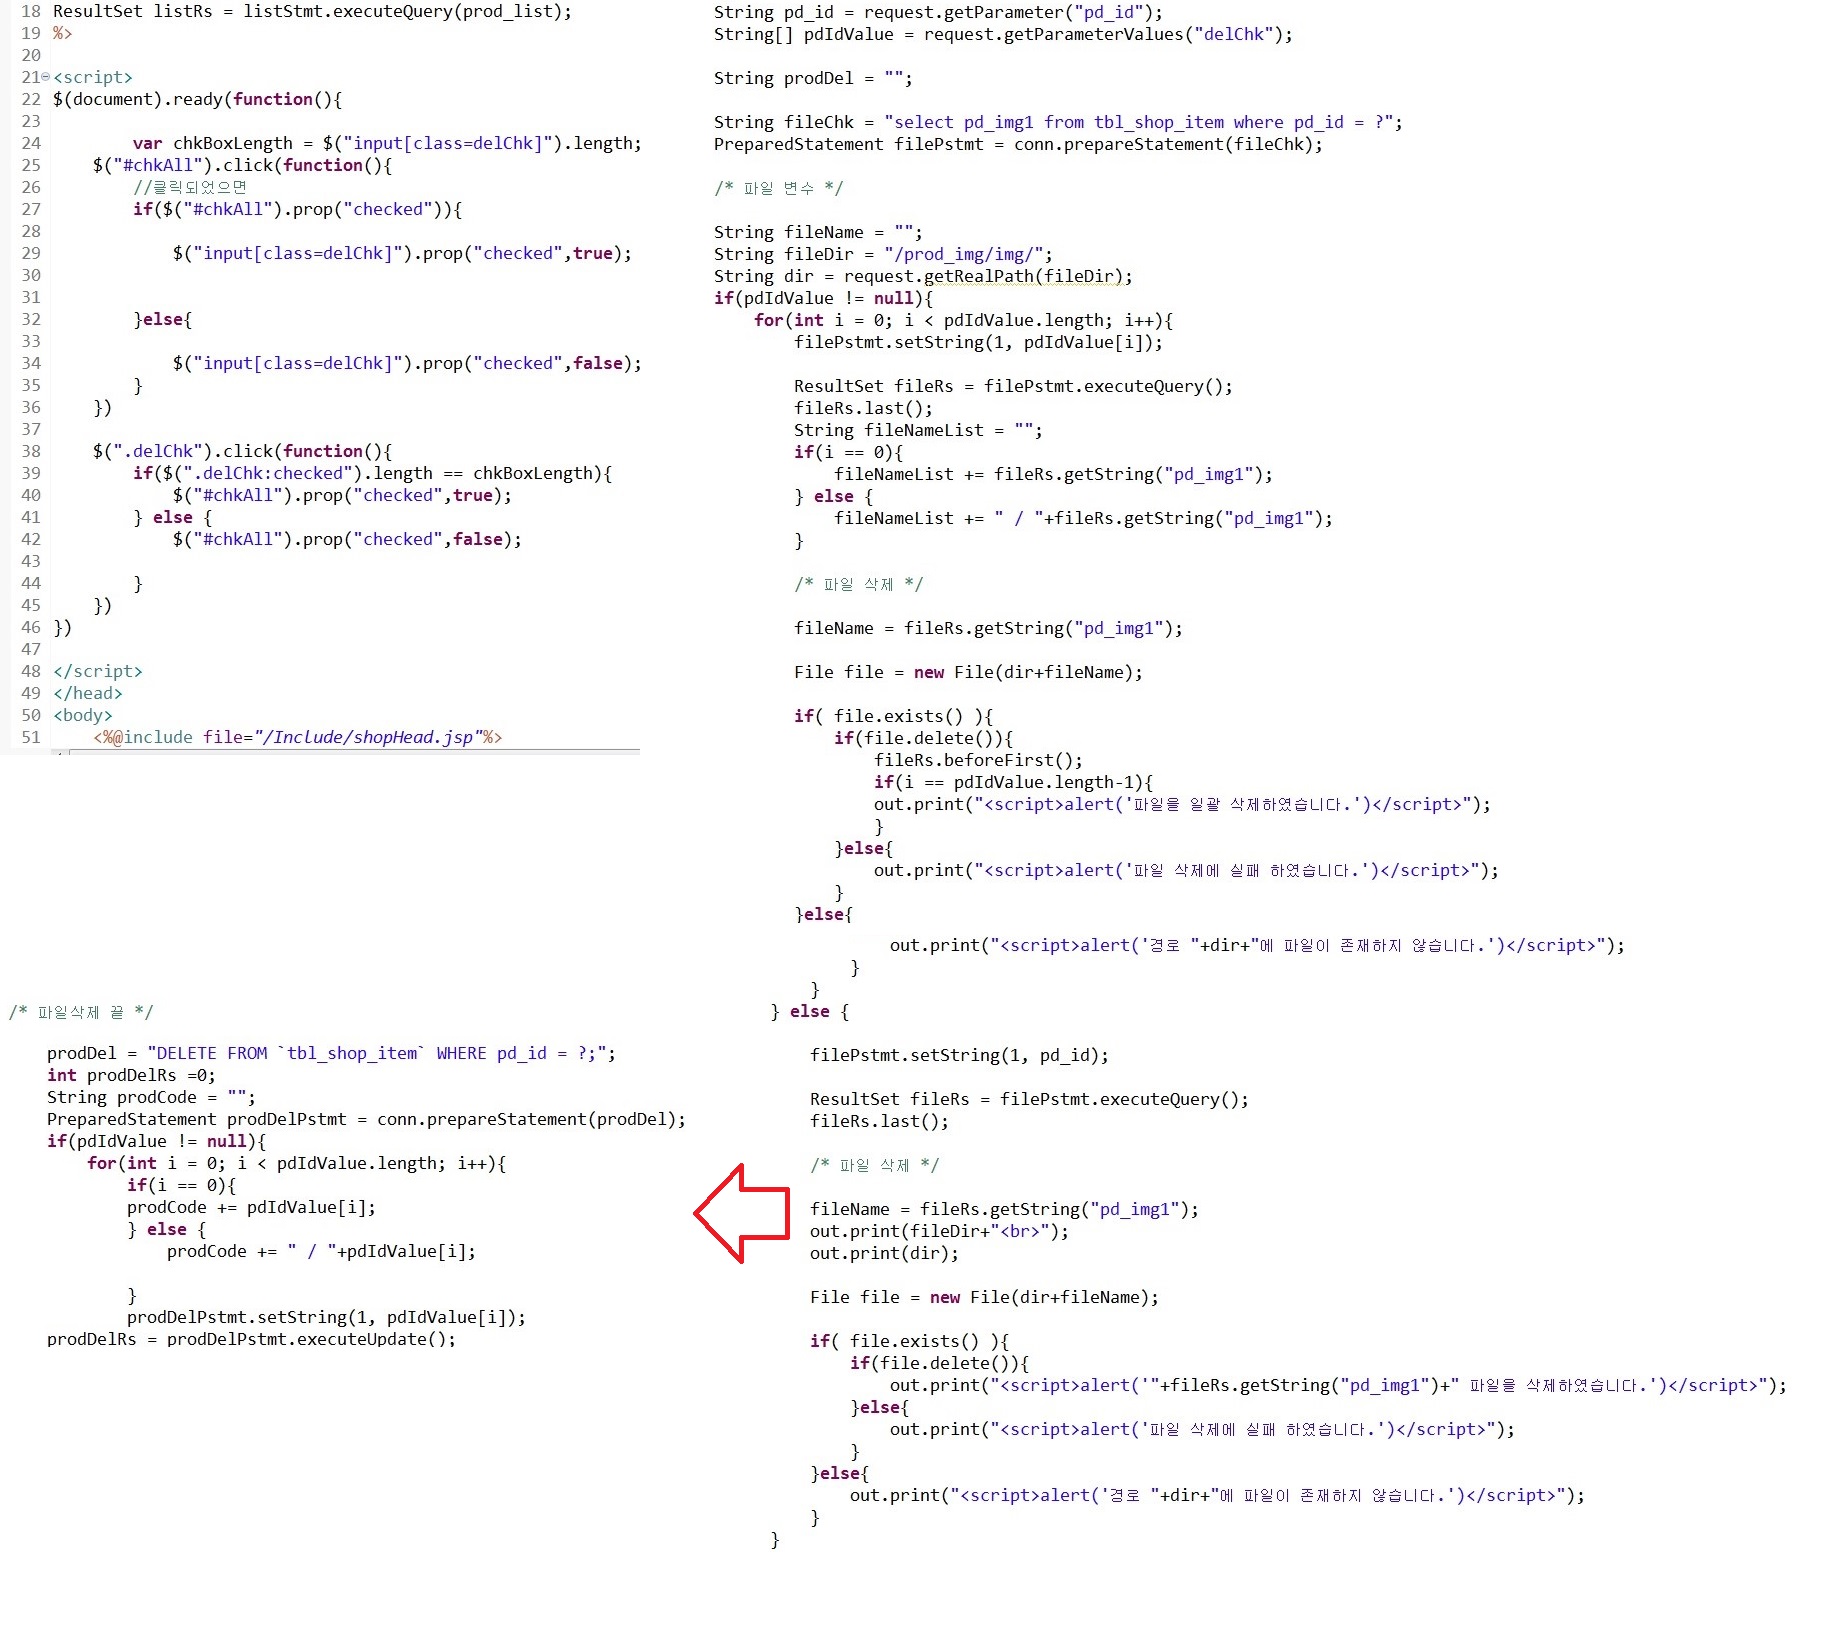 18 ResultSet listRs = listStmt.executeQuery(prod_list);
19 %>
20
21 <script>
22 $(document).ready(function(){
23
24 var chkBoxLength = $("input[class=delChk]").length;
25 $("#chkAll").click(function(){
26 //클릭되었으면
27 if($("#chkAll").prop("checked")){
28
29 $("input[class=delChk]").prop("checked",true);
30
31
32 }else{
33
34 $("input[class=delChk]").prop("checked",false);
35 }
36 })
37
38 $(".delChk").click(function(){
39 if($(".delChk:checked").length == chkBoxLength){
40 $("#chkAll").prop("checked",true);
41 } else {
42 $("#chkAll").prop("checked",false);
43
44 }
45 })
46 })
47
48 </script>
49 </head>
50 <body>
51 <%@include file="/Include/shopHead.jsp"%>
String pd_id = request.getParameter("pd_id");
String[] pdIdValue = request.getParameterValues("delChk");
String prodDel = "";
String fileChk = "select pd_img1 from tbl_shop_item where pd_id = ?";
PreparedStatement filePstmt = conn.prepareStatement(fileChk);
/* 파일 변수 */
String fileName = "";
String fileDir = "/prod_img/img/";
String dir = request.getRealPath(fileDir);
if(pdIdValue != null){
for(int i = 0; i < pdIdValue.length; i++){
filePstmt.setString(1, pdIdValue[i]);
ResultSet fileRs = filePstmt.executeQuery();
fileRs.last();
String fileNameList = "";
if(i == 0){
fileNameList += fileRs.getString("pd_img1");
} else {
fileNameList += " / "+fileRs.getString("pd_img1");
}
/* 파일 삭제 */
fileName = fileRs.getString("pd_img1");
File file = new File(dir+fileName);
if( file.exists() ){
if(file.delete()){
fileRs.beforeFirst();
if(i == pdIdValue.length-1){
out.print("<script>alert('파일을 일괄 삭제하였습니다.')</script>");
}
}else{
out.print("<script>alert('파일 삭제에 실패 하였습니다.')</script>");
}
}else{
out.print("<script>alert('경로 "+dir+"에 파일이 존재하지 않습니다.')</script>");
}
}
} else {
filePstmt.setString(1, pd_id);
ResultSet fileRs = filePstmt.executeQuery();
fileRs.last();
/* 파일 삭제 */
fileName = fileRs.getString("pd_img1");
out.print(fileDir+"<br>");
out.print(dir);
File file = new File(dir+fileName);
if( file.exists() ){
if(file.delete()){
out.print("<script>alert('"+fileRs.getString("pd_img1")+" 파일을 삭제하였습니다.')</script>");
}else{
out.print("<script>alert('파일 삭제에 실패 하였습니다.')</script>");
}
}else{
out.print("<script>alert('경로 "+dir+"에 파일이 존재하지 않습니다.')</script>");
}
}
/* 파일삭제 끝 */
prodDel = "DELETE FROM `tbl_shop_item` WHERE pd_id = ?;";
int prodDelRs =0;
String prodCode = "";
PreparedStatement prodDelPstmt = conn.prepareStatement(prodDel);
if(pdIdValue != null){
for(int i = 0; i < pdIdValue.length; i++){
if(i == 0){
prodCode += pdIdValue[i];
} else {
prodCode += " / "+pdIdValue[i];
}
prodDelPstmt.setString(1, pdIdValue[i]);
prodDelRs = prodDelPstmt.executeUpdate();